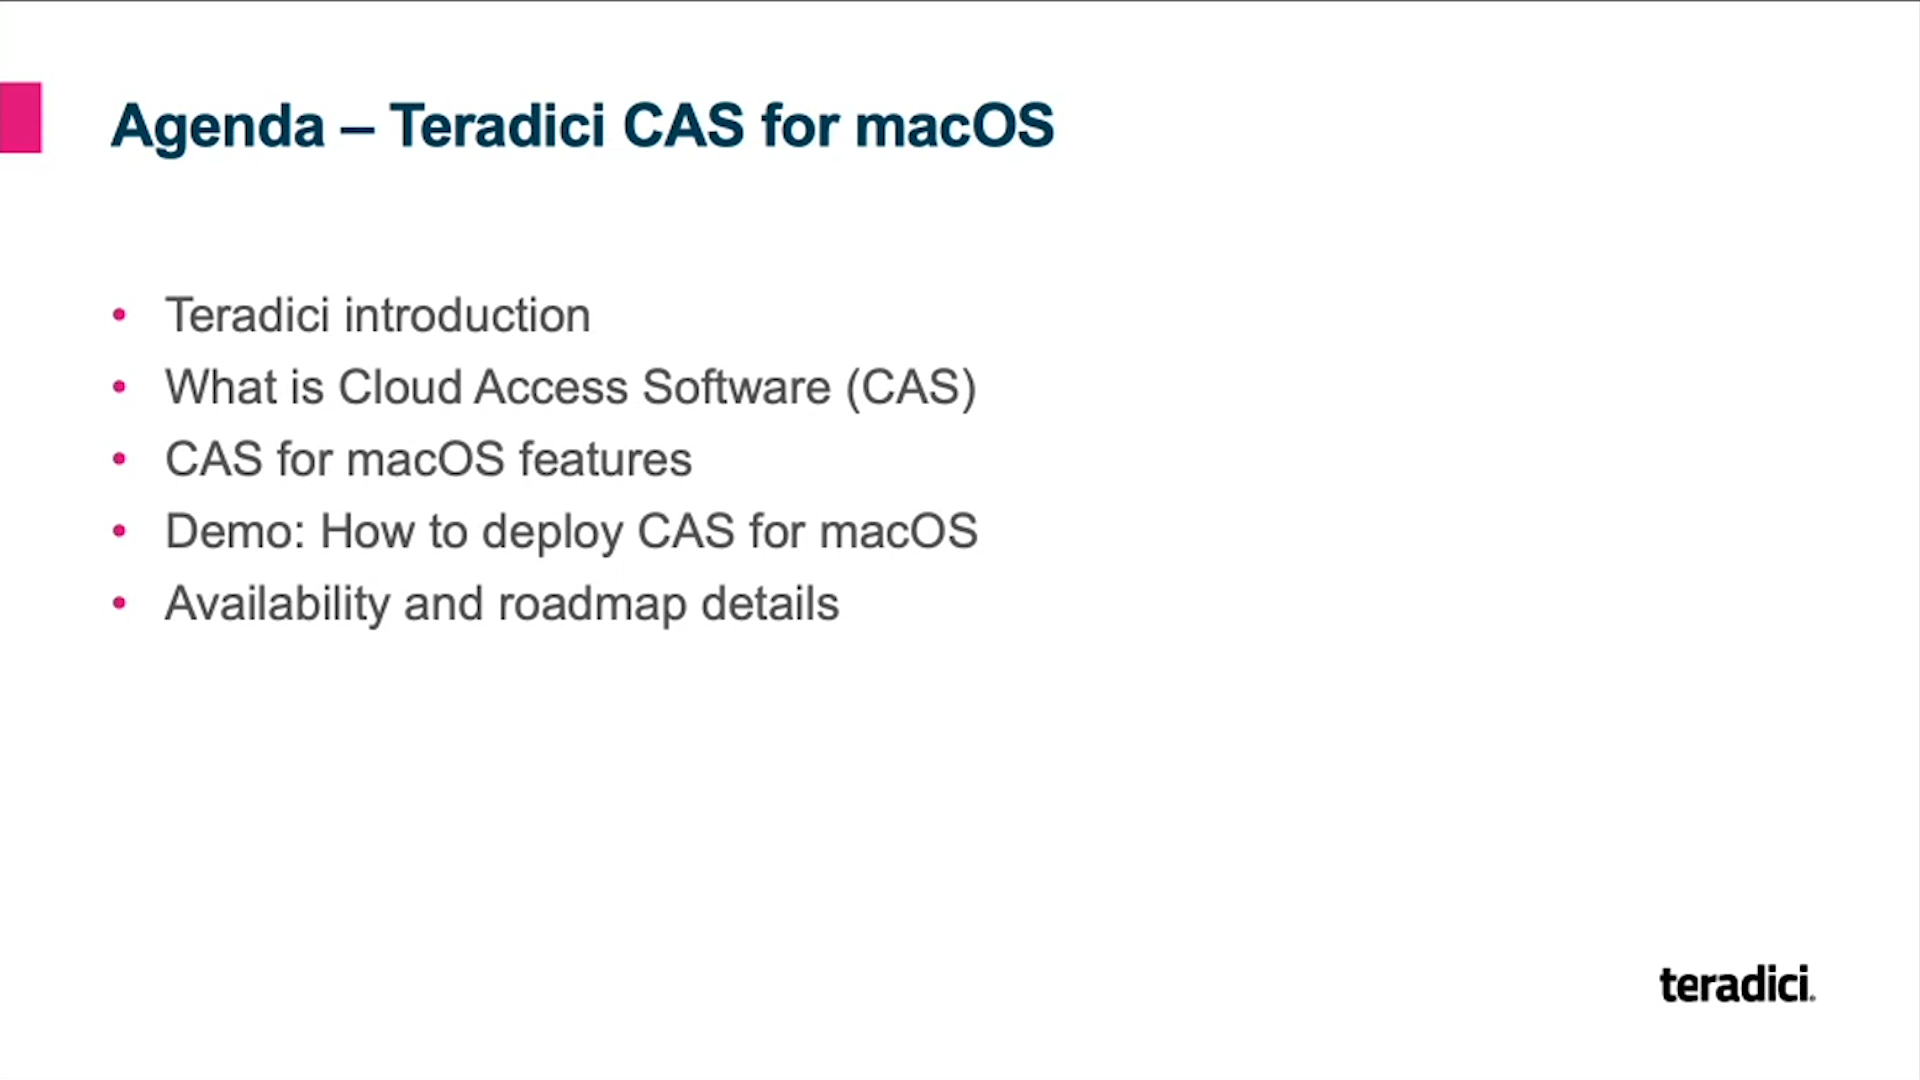 Agenda – Teradici CAS for macOS
• Teradici introduction
• What is Cloud Access Software (CAS)
• CAS for macOS features
• Demo: How to deploy CAS for macOS
• Availability and roadmap details
teradici